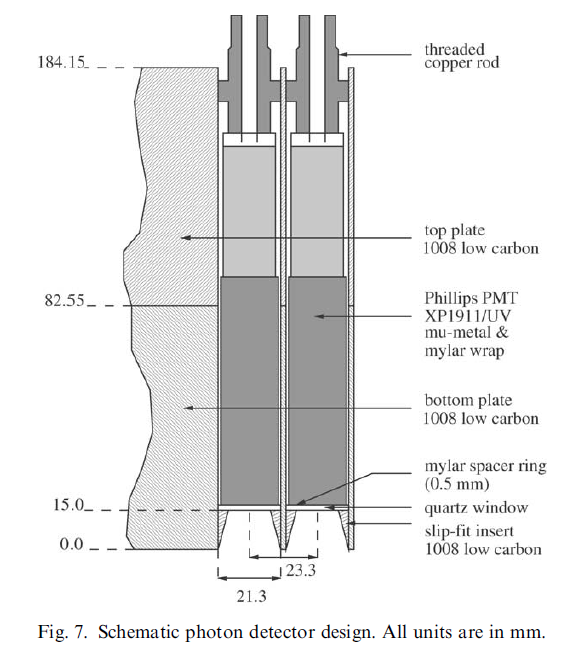 184.15
threaded
copper rod
top plate
1008 low carbon
82.55
Phillips PMT
XP1911/UV
mu-metal &
mylar wrap
bottom plate
1008 low carbon
mylar spacer ring
(0.5 mm)
15.0
quartz window
slip-fit insert
1008 low carbon
0.0
23.3
21.3
Fig. 7. Schematic photon detector design. All units are in mm.